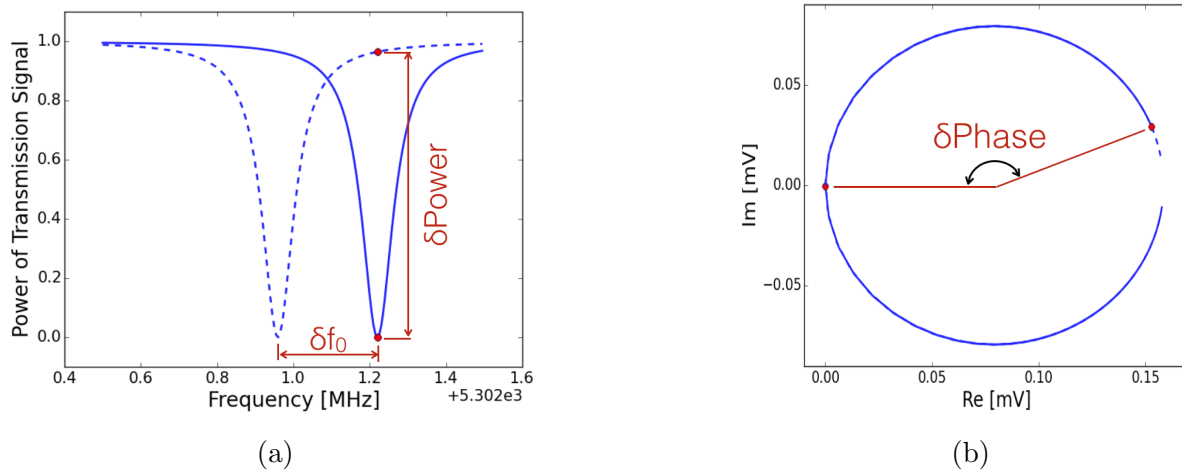 Power of Transmission Signal
1.0
0.8
0.6
0.4
0.2
0.0
δPower
δf₀
0.4 0.6 0.8 1.0 1.2 1.4 1.6
Frequency [MHz]
+5.302e3
(a)
Im [mV]
0.05
0.00
−0.05
δPhase
0.00 0.05 0.10 0.15
Re [mV]
(b)